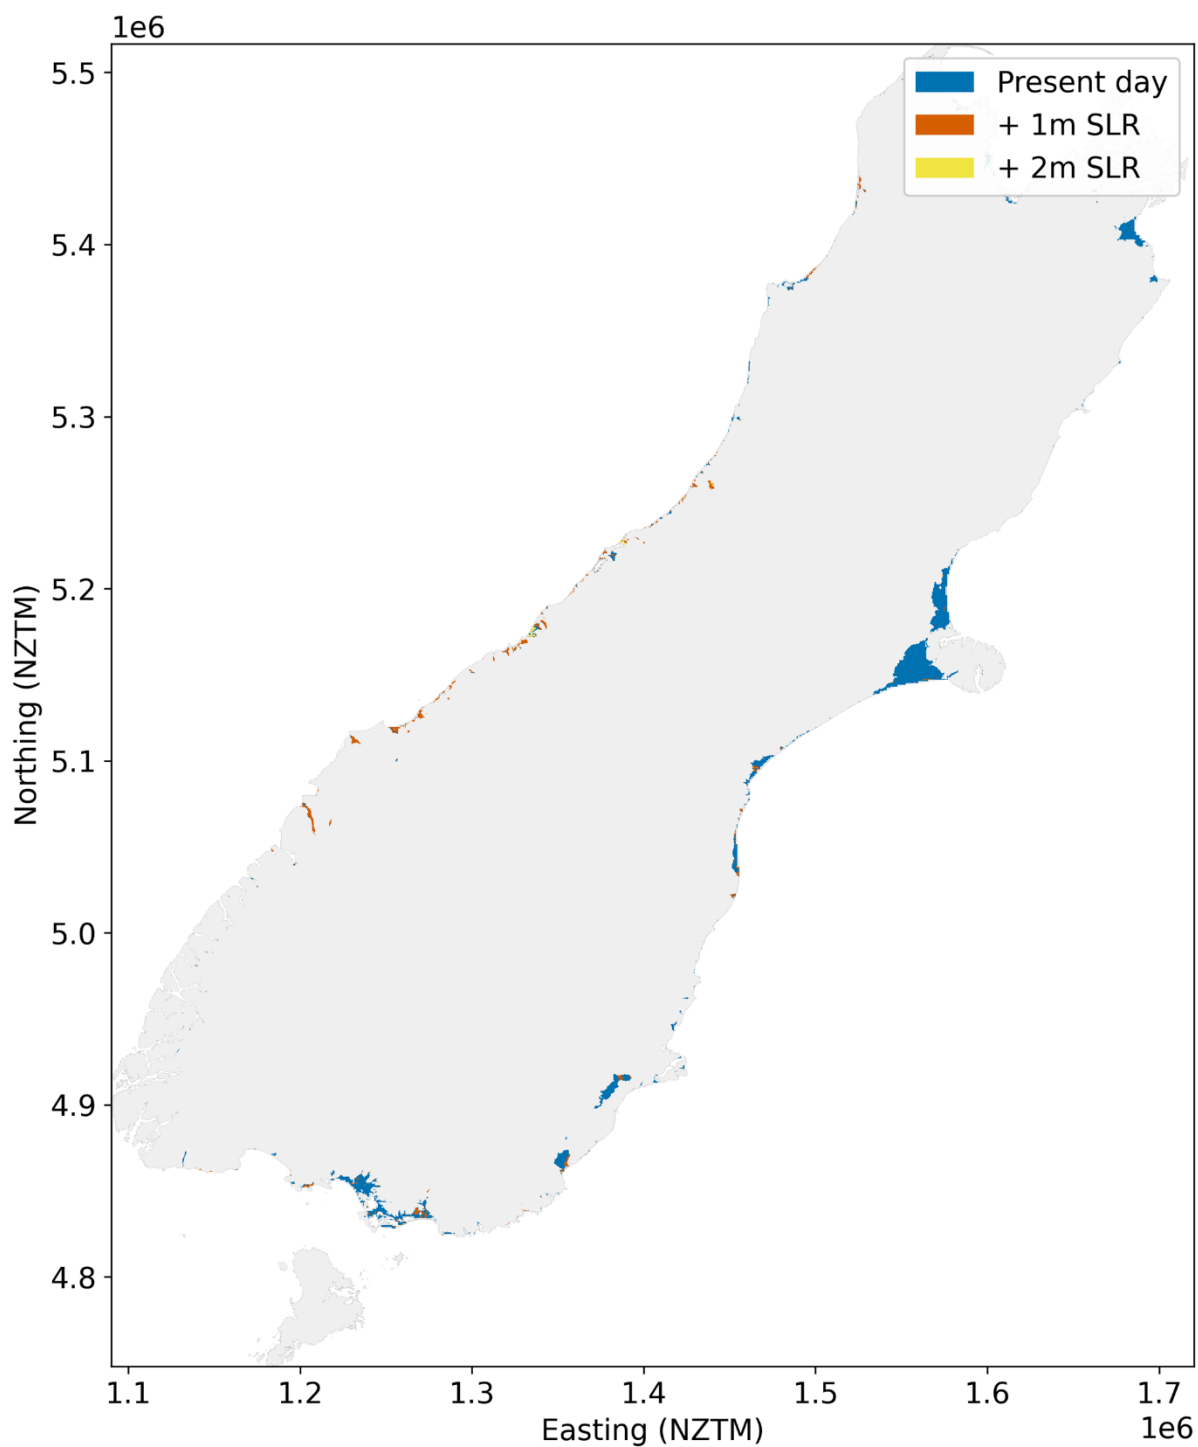 1e6
Present day
+ 1m SLR
+ 2m SLR
5.5
5.4
5.3
5.2
5.1
5.0
4.9
4.8
Northing (NZTM)
1.1 1.2 1.3 1.4 1.5 1.6 1.7
1e6
Easting (NZTM)